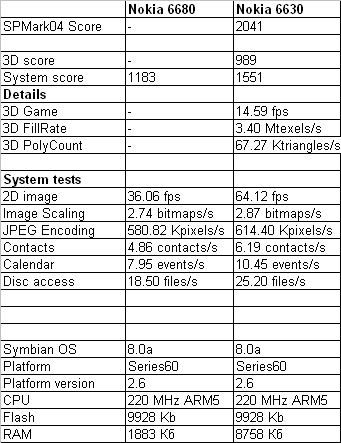 Nokia 6680 Nokia 6630
SPMark04 Score - 2041
3D score - 989
System score 1183 1551
Details
3D Game - 14.59 fps
3D FillRate - 3.40 Mtexels/s
3D PolyCount - 67.27 Ktriangles/s
System tests
2D image 36.06 fps 64.12 fps
Image Scaling 2.74 bitmaps/s 2.87 bitmaps/s
JPEG Encoding 580.82 Kpixels/s 614.40 Kpixels/s
Contacts 4.86 contacts/s 6.19 contacts/s
Calendar 7.95 events/s 10.45 events/s
Disc access 18.50 files/s 25.20 files/s
Symbian OS 8.0a 8.0a
Platform Series60 Series60
Platform version 2.6 2.6
CPU 220 MHz ARM5 220 MHz ARM5
Flash 9928 Kb 9928 Kb
RAM 1883 K6 8758 K6